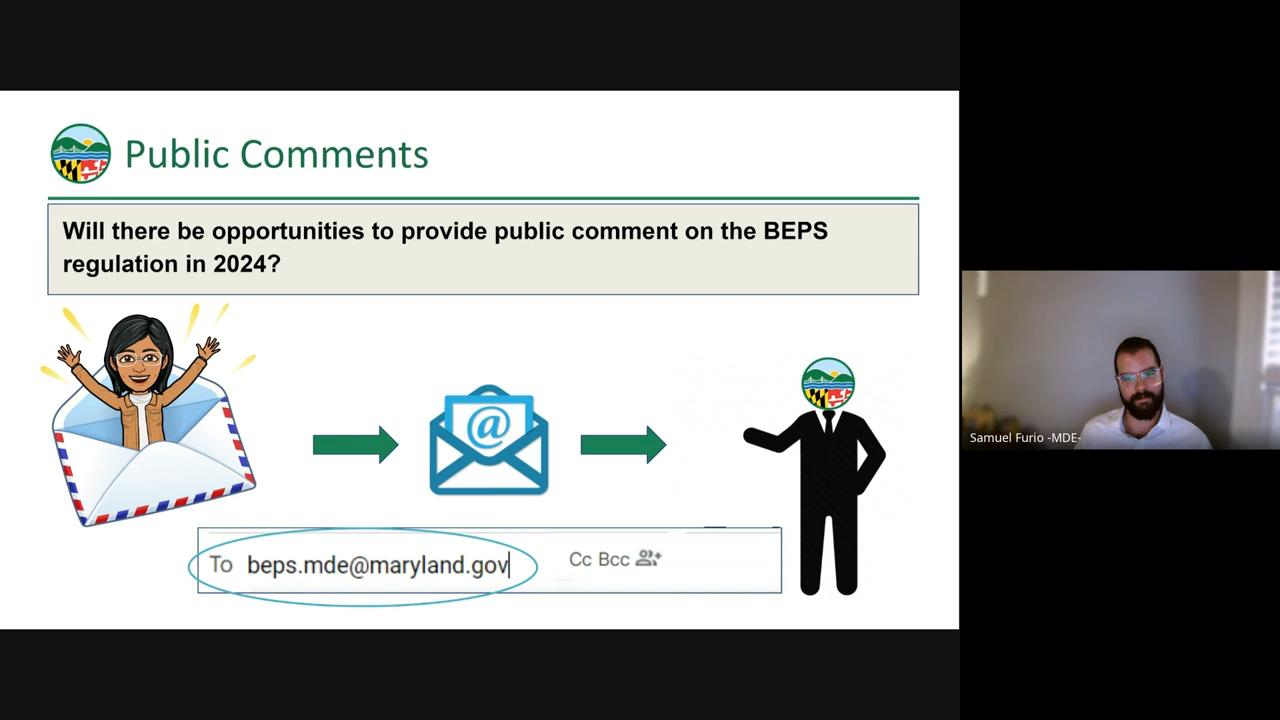 Public Comments
Will there be opportunities to provide public comment on the BEPS
regulation in 2024?
@
To beps.mde@maryland.gov Cc Bcc
Samuel Furio -MDE-